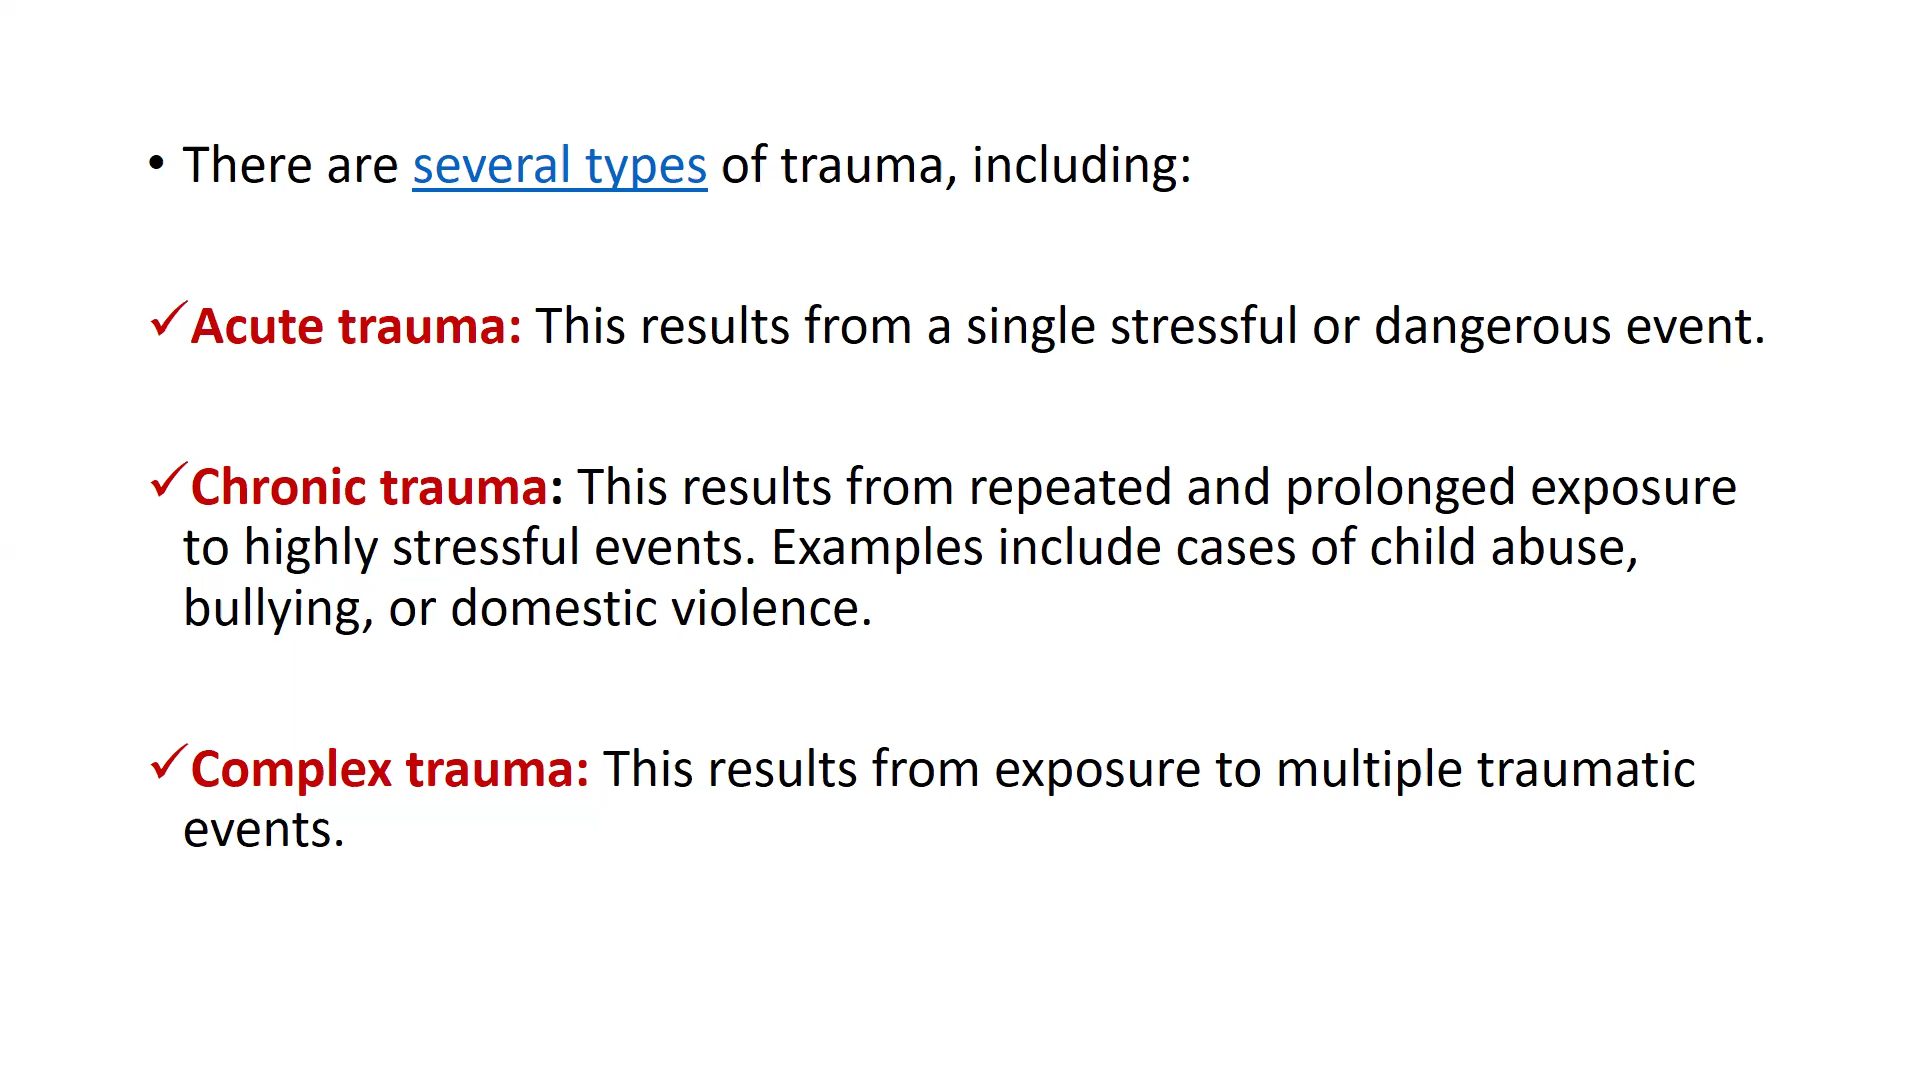 • There are several types of trauma, including:
✓Acute trauma: This results from a single stressful or dangerous event.
✓Chronic trauma: This results from repeated and prolonged exposure
to highly stressful events. Examples include cases of child abuse,
bullying, or domestic violence.
✓Complex trauma: This results from exposure to multiple traumatic
events.